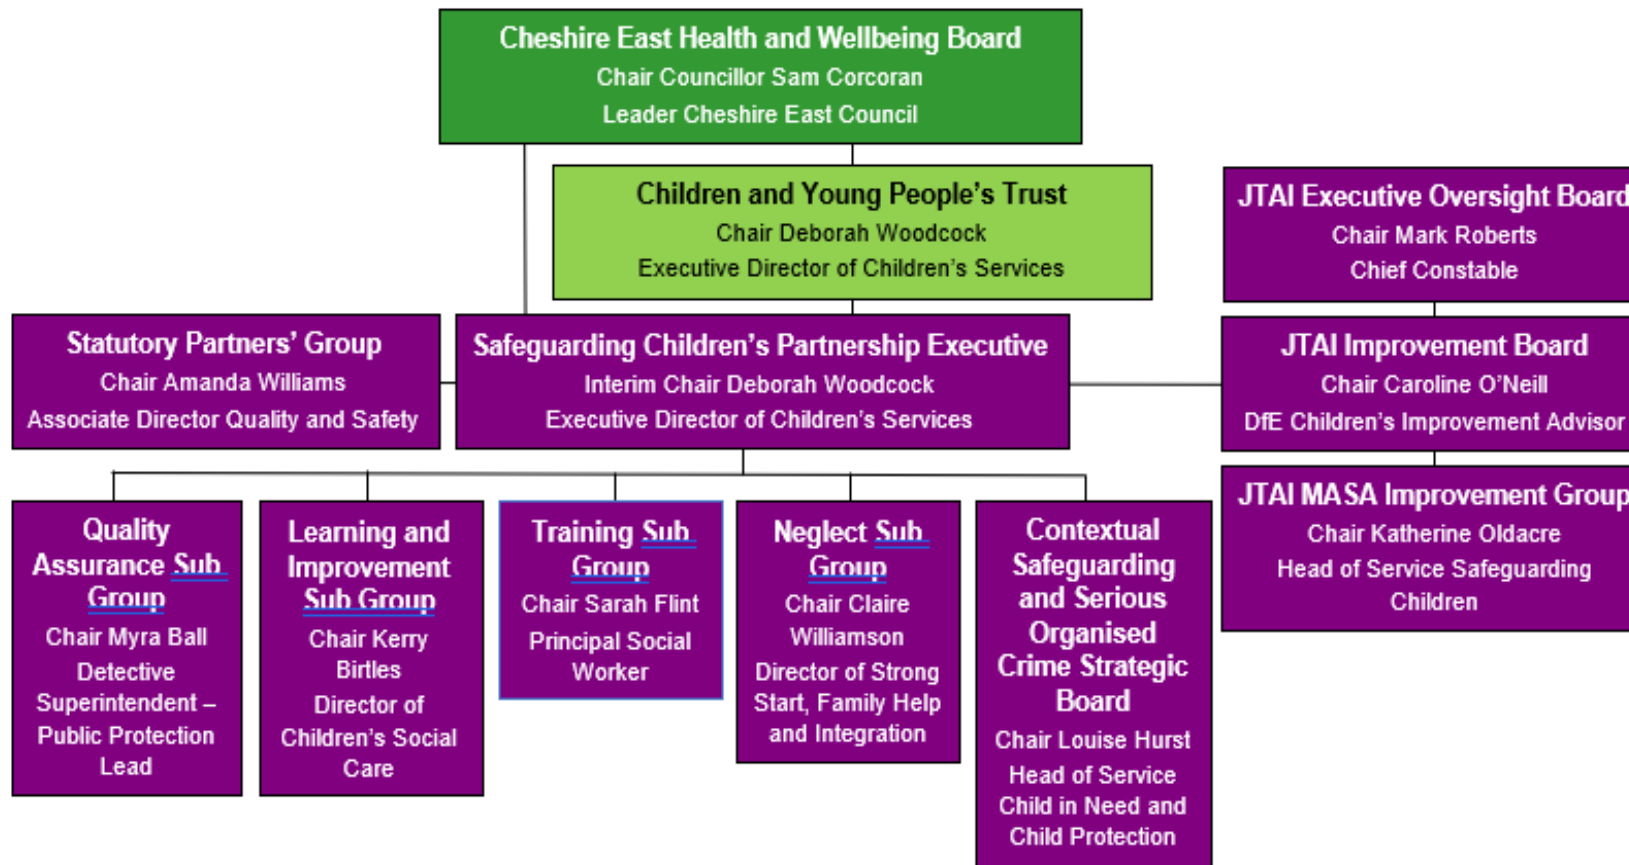 Cheshire East Health and Wellbeing Board
Chair Councillor Sam Corcoran
Leader Cheshire East Council
Children and Young People's Trust
Chair Deborah Woodcock
Executive Director of Children's Services
JTAI Executive Oversight Board
Chair Mark Roberts
Chief Constable
Statutory Partners' Group
Chair Amanda Williams
Associate Director Quality and Safety
Safeguarding Children's Partnership Executive
Interim Chair Deborah Woodcock
Executive Director of Children's Services
JTAI Improvement Board
Chair Caroline O'Neill
DfE Children's Improvement Advisor
JTAI MASA Improvement Group
Chair Katherine Oldacre
Head of Service Safeguarding
Children
Quality
Assurance Sub
Group
Chair Myra Ball
Detective
Superintendent –
Public Protection
Lead
Learning and
Improvement
Sub Group
Chair Kerry
Birtles
Director of
Children's Social
Care
Training Sub
Group
Chair Sarah Flint
Principal Social
Worker
Neglect Sub
Group
Chair Claire
Williamson
Director of Strong
Start, Family Help
and Integration
Contextual
Safeguarding
and Serious
Organised
Crime Strategic
Board
Chair Louise Hurst
Head of Service
Child in Need and
Child Protection